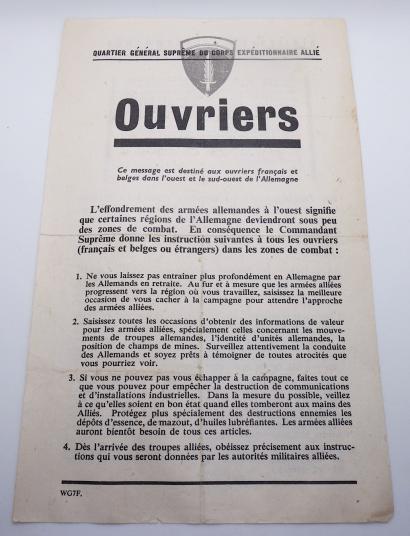 QUARTIER GÉNÉRAL SUPRÊME DU CORPS EXPÉDITIONNAIRE ALLIÉ
Ouvriers
Ce message est destiné aux ouvriers français et
belges dans l'ouest et le sud-ouest de l'Allemagne
L'effondrement des armées allemandes à l'ouest signifie
que certaines régions de l'Allemagne deviendront sous peu
des zones de combat. En conséquence le Commandant
Suprême donne les instruction suivantes à tous les ouvriers
(français et belges ou étrangers) dans les zones de combat :
1. Ne vous laissez pas entraîner plus profondément en Allemagne par
les Allemands en retraite. Au fur et à mesure que les armées alliées
progressent vers la région où vous travaillez, saisissez la meilleure
occasion de vous cacher à la campagne pour attendre l'approche
des armées alliées.
2. Saisissez toutes les occasions d'obtenir des informations de valeur
pour les armées alliées, spécialement celles concernant les mouve-
ments de troupes allemandes, l'identité d'unités allemandes, la
position de champs de mines. Surveillez attentivement la conduite
des Allemands et soyez prêts à témoigner de toutes atrocités que
vous pourriez voir.
3. Si vous ne pouvez pas vous échapper à la campagne, faites tout ce
que vous pouvez pour empêcher la destruction de communications
et d'installations industrielles. Dans la mesure du possible, veillez
à ce qu'elles soient en bon état quand elles tomberont aux mains des
Alliés. Protégez plus spécialement des destructions ennemies les
dépôts d'essence, de mazout, d'huiles lubréfiantes. Les armées alliées
auront bientôt besoin de tous ces articles.
4. Dès l'arrivée des troupes alliées, obéissez précisement aux instruc-
tions qui vous seront données par les autorités militaires alliées.
WG7F.